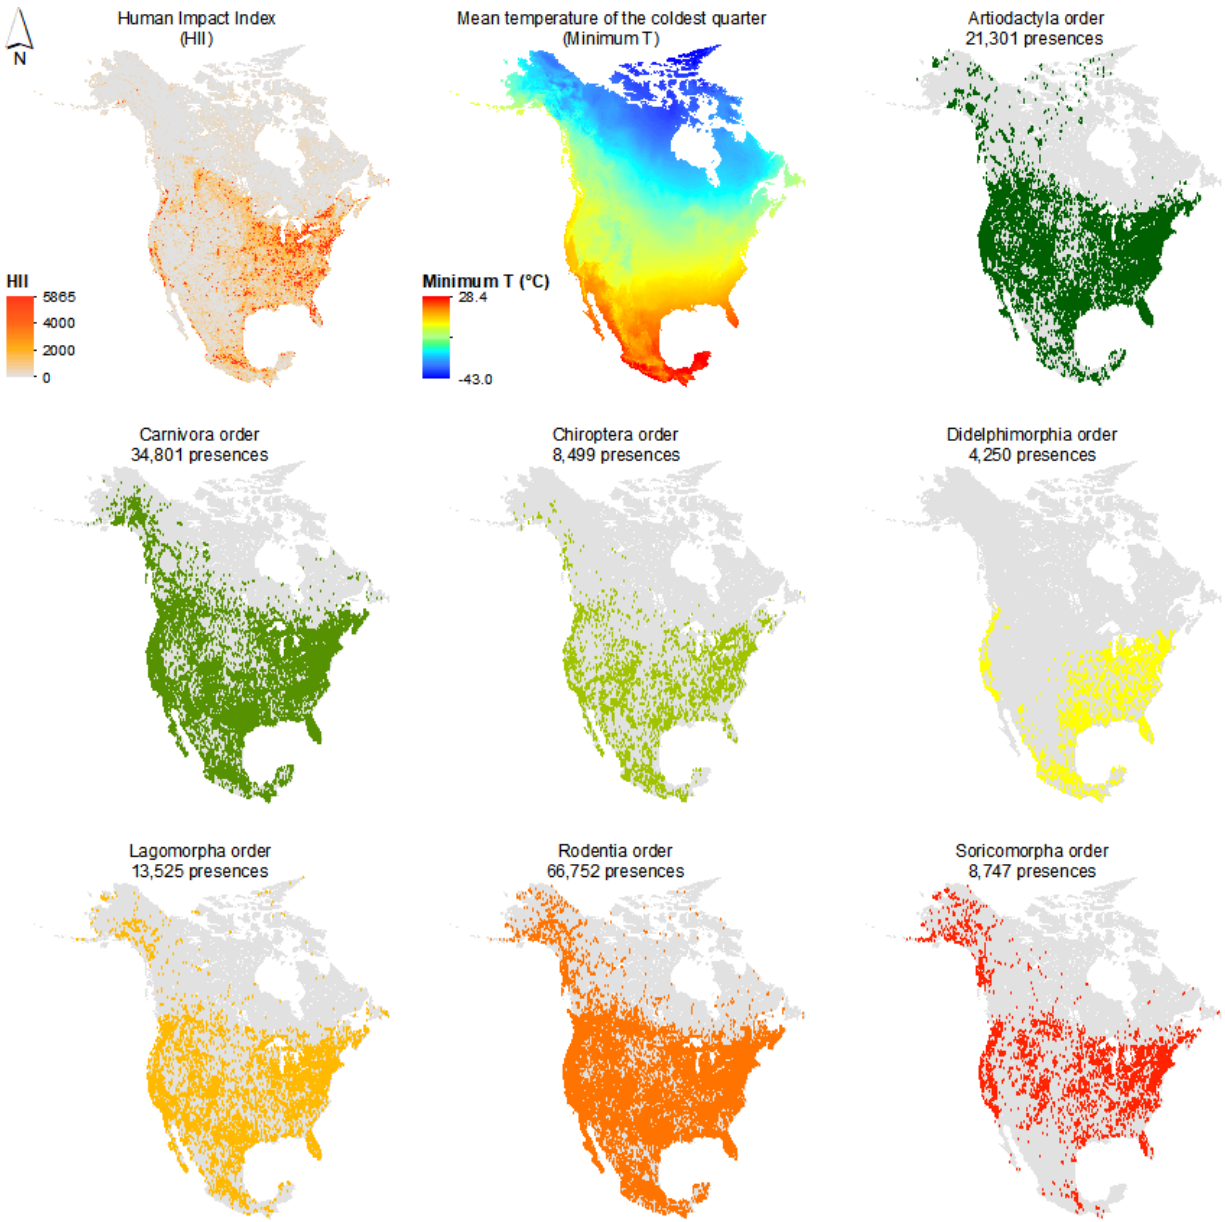 N
Human Impact Index
(HII)
HII
5865
4000
2000
0
Mean temperature of the coldest quarter
(Minimum T)
Minimum T (°C)
28.4
-43.0
Artiodactyla order
21,301 presences
Carnivora order
34,801 presences
Chiroptera order
8,499 presences
Didelphimorphia order
4,250 presences
Lagomorpha order
13,525 presences
Rodentia order
66,752 presences
Soricomorpha order
8,747 presences